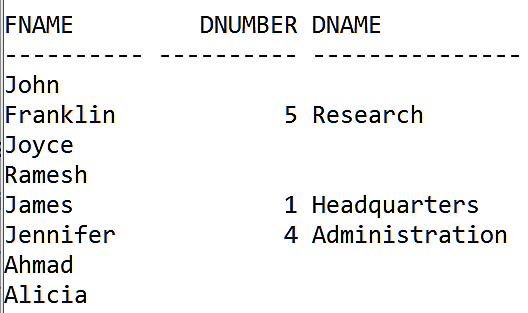 FNAME DNUMBER DNAME
---------- ---------- ---------------
John
Franklin 5 Research
Joyce
Ramesh
James 1 Headquarters
Jennifer 4 Administration
Ahmad
Alicia